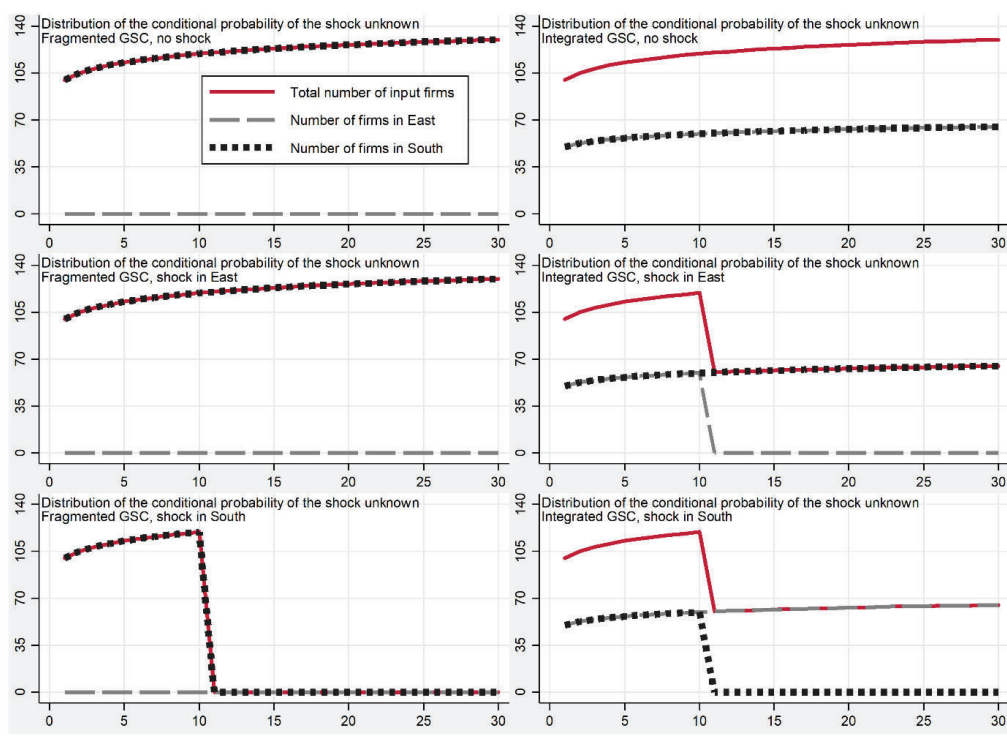 Distribution of the conditional probability of the shock unknown
Fragmented GSC, no shock
140
105
70
35
0
Total number of input firms
Number of firms in East
Number of firms in South
0 5 10 15 20 25 30
Distribution of the conditional probability of the shock unknown
Integrated GSC, no shock
140
105
70
35
0
0 5 10 15 20 25 30
Distribution of the conditional probability of the shock unknown
Fragmented GSC, shock in East
140
105
70
35
0
0 5 10 15 20 25 30
Distribution of the conditional probability of the shock unknown
Integrated GSC, shock in East
140
105
70
35
0
0 5 10 15 20 25 30
Distribution of the conditional probability of the shock unknown
Fragmented GSC, shock in South
140
105
70
35
0
0 5 10 15 20 25 30
Distribution of the conditional probability of the shock unknown
Integrated GSC, shock in South
140
105
70
35
0
0 5 10 15 20 25 30